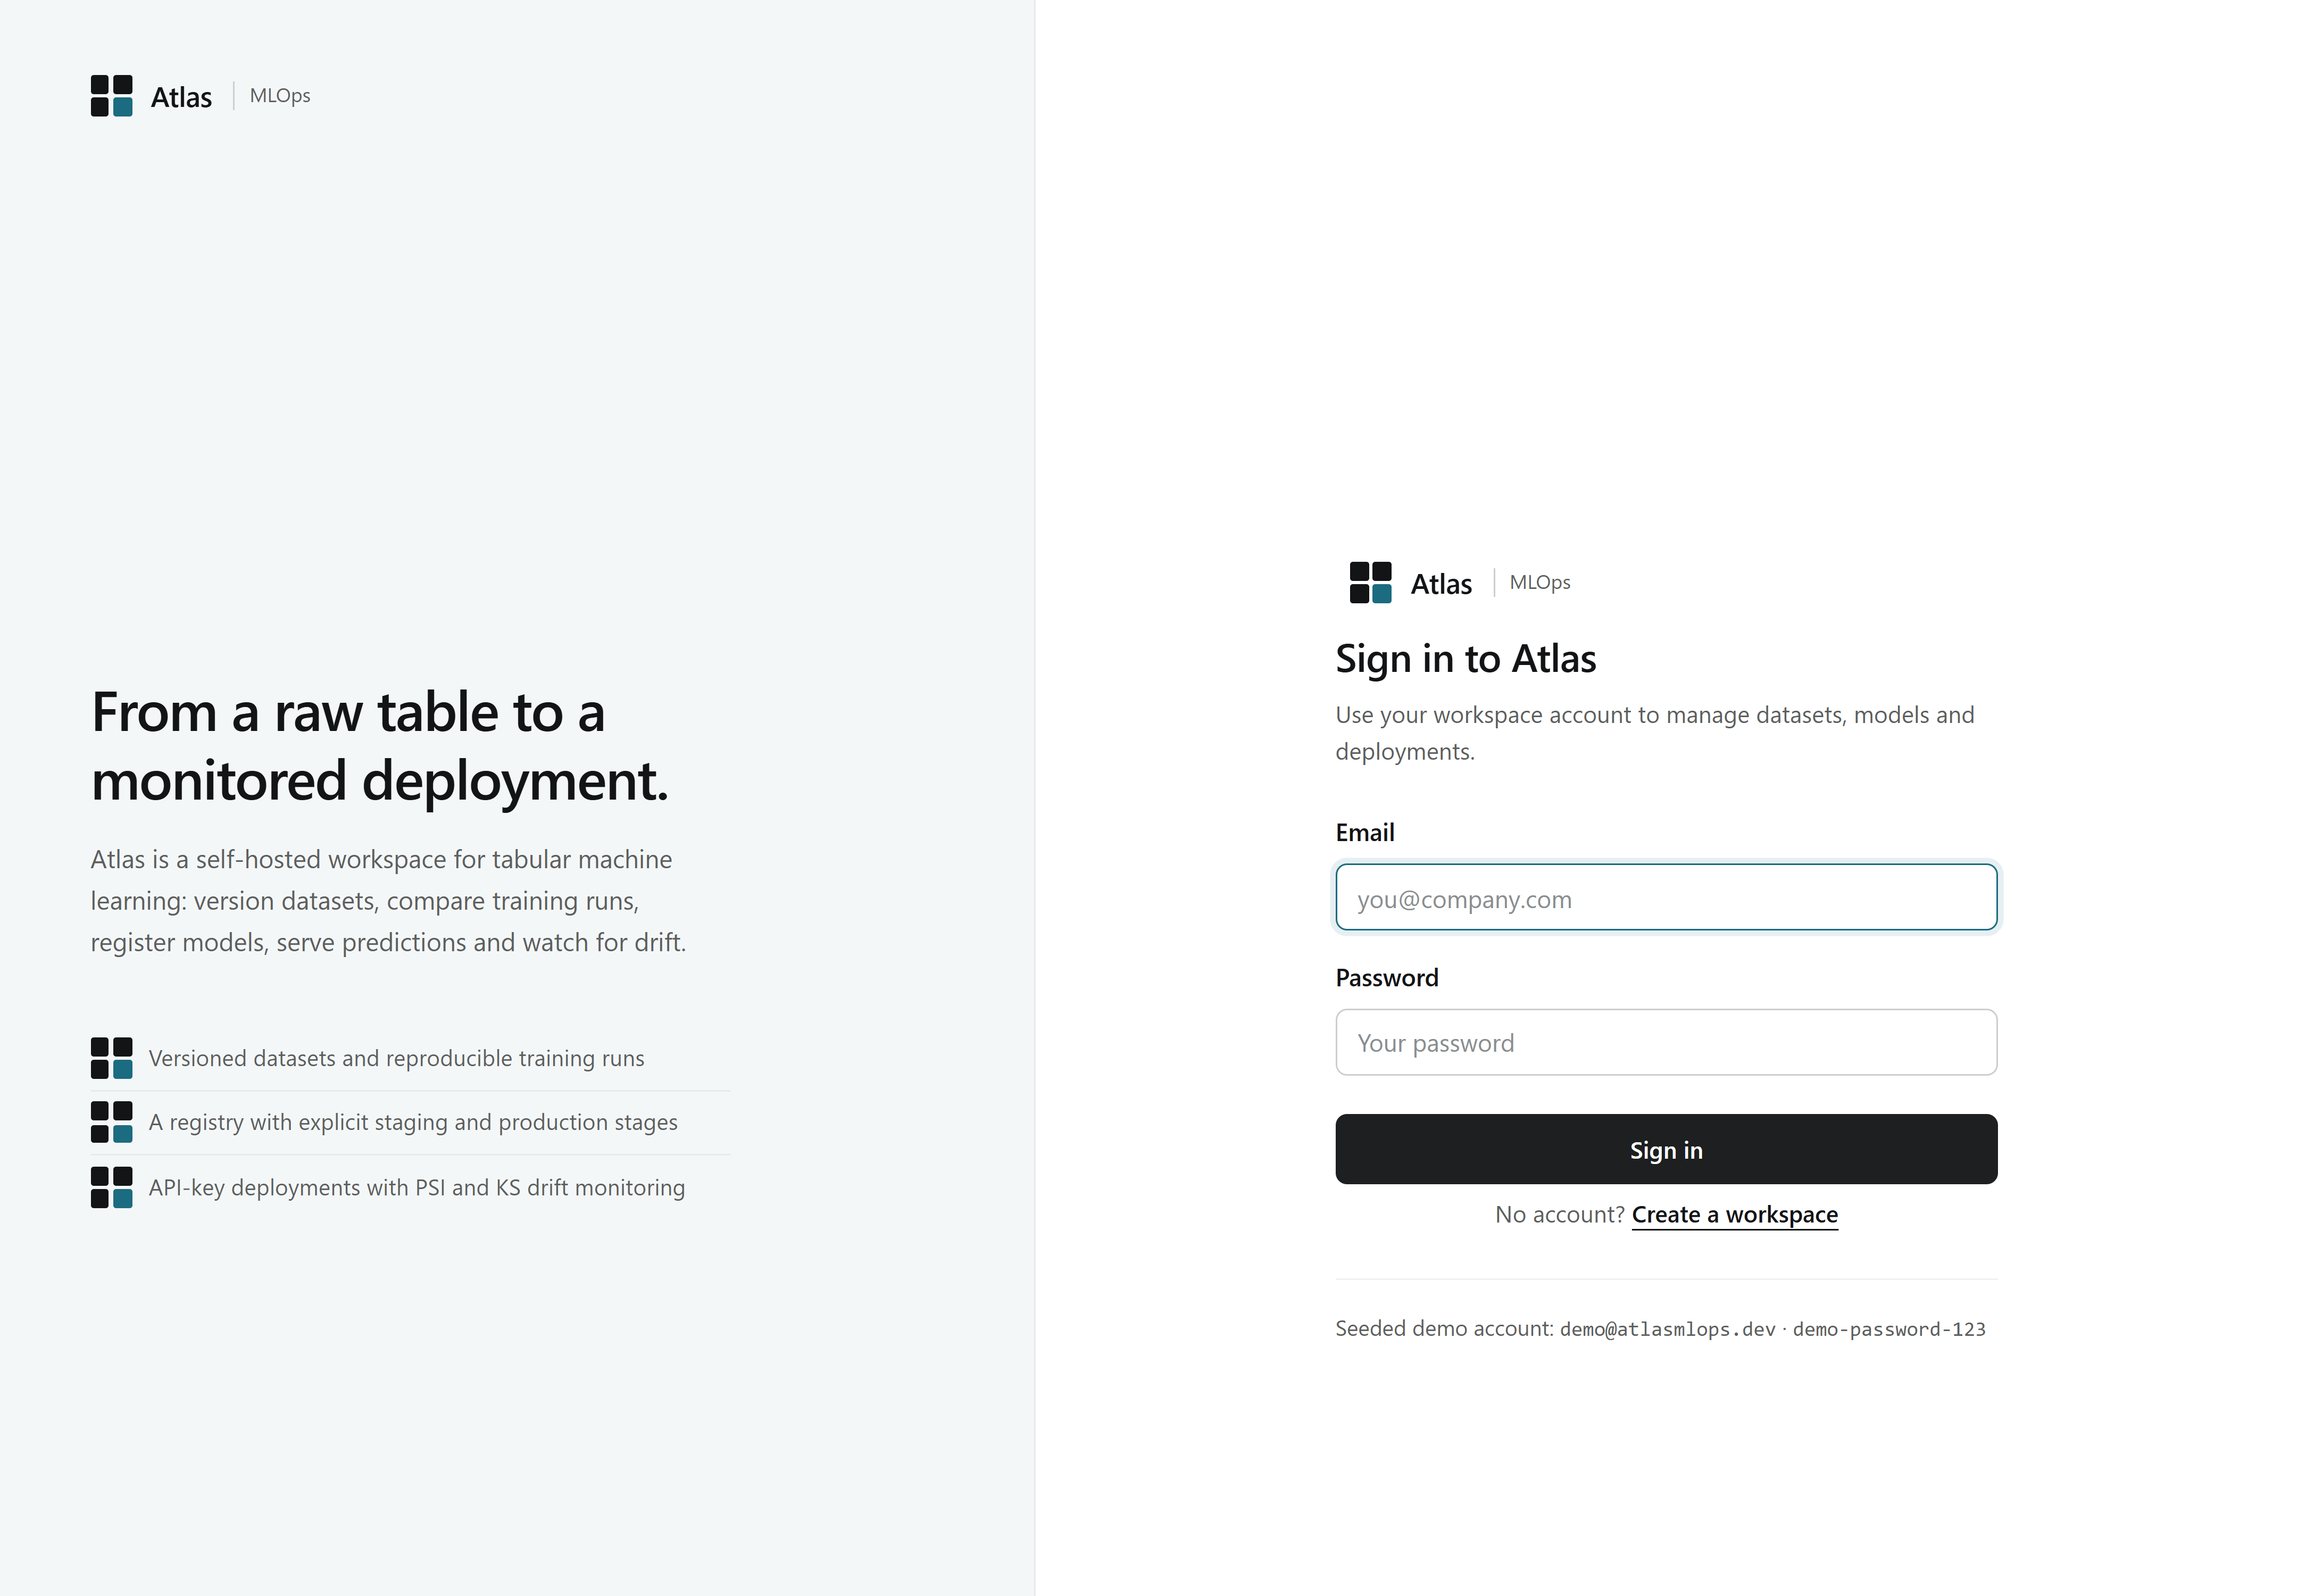 Atlas
MLOps
From a raw table to a
monitored deployment.
Atlas is a self-hosted workspace for tabular machine
learning: version datasets, compare training runs,
register models, serve predictions and watch for drift.
Versioned datasets and reproducible training runs
A registry with explicit staging and production stages
API-key deployments with PSI and KS drift monitoring
Atlas
MLOps
Sign in to Atlas
Use your workspace account to manage datasets, models and
deployments.
Email
you@company.com
Password
Your password
Sign in
No account? Create a workspace
Seeded demo account: demo@atlasmlops.dev · demo-password-123